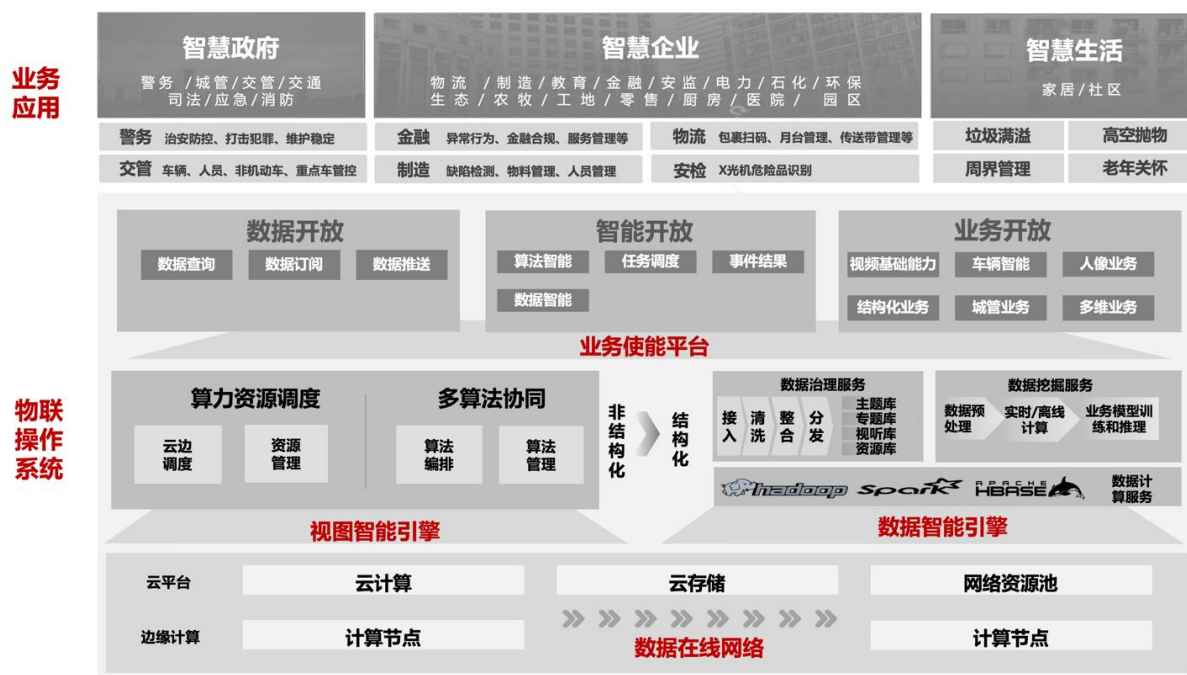 业务
应用
智慧政府
警务 /城管/交管/交通
司法/应急/消防
智慧企业
物流 /制造/教育/金融/安监/电力/石化/环保
生态/农牧/工地/零售/厨房/医院/ 园区
智慧生活
家居/社区
警务 治安防控、打击犯罪、维护稳定
金融 异常行为、金融合规、服务管理等
物流 包裹扫码、月台管理、传送带管理等
垃圾满溢
高空抛物
交管 车辆、人员、非机动车、重点车管控
制造 缺陷检测、物料管理、人员管理
安检 X光机危险品识别
周界管理
老年关怀
物联
操作
系统
数据开放
数据查询
数据订阅
数据推送
智能开放
算法智能
任务调度
事件结果
数据智能
业务开放
视频基础能力
车辆智能
人像业务
结构化业务
城管业务
多维业务
业务使能平台
算力资源调度
云边
调度
资源
管理
多算法协同
算法
编排
算法
管理
非结构化
结构化
数据治理服务
接入
清洗
整合
分发
主题库
专题库
视听库
资源库
数据挖掘服务
数据预
处理
实时/离线
计算
业务模型训
练和推理
hadoop
Spark
APACHE
HBASE
数据计
算服务
视图智能引擎
数据智能引擎
云平台
云计算
云存储
网络资源池
边缘计算
计算节点
数据在线网络
计算节点